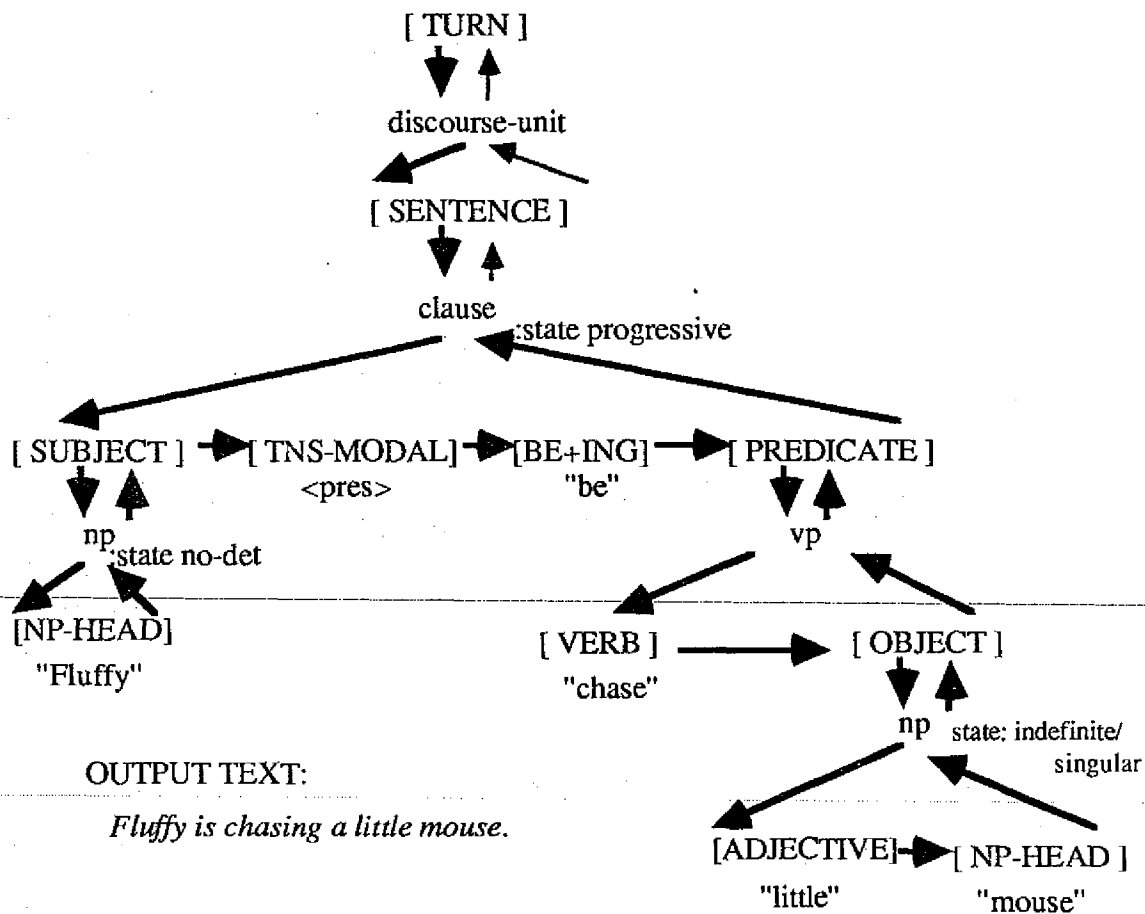 [ TURN ]
discourse-unit
[ SENTENCE ]
clause
:state progressive
[ SUBJECT ] [ TNS-MODAL] [BE+ING] [ PREDICATE ]
<pres> "be"
np vp
:state no-det
[NP-HEAD] [ VERB ] [ OBJECT ]
"Fluffy" "chase"
np state: indefinite/
singular
OUTPUT TEXT:
Fluffy is chasing a little mouse.
[ADJECTIVE] [ NP-HEAD ]
"little" "mouse"